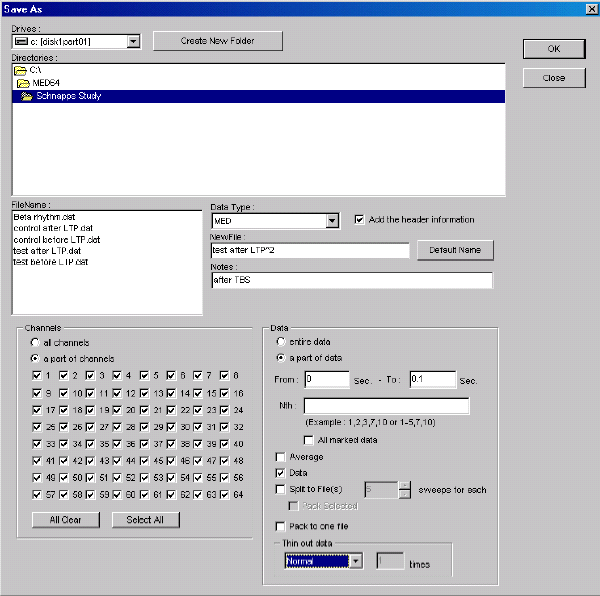 Save As
Drives :
c: [disk1part01]
Create New Folder
OK
Close
Directories :
C:\
MED64
Schnapps Study
FileName :
Beta rhythm.dat
control after LTP.dat
control before LTP.dat
test after LTP.dat
test before LTP.dat
Data Type :
MED
Add the header information
NewFile :
test after LTP^2
Default Name
Notes :
after TBS
Channels
all channels
a part of channels
1 2 3 4 5 6 7 8
9 10 11 12 13 14 15 16
17 18 19 20 21 22 23 24
25 26 27 28 29 30 31 32
33 34 35 36 37 38 39 40
41 42 43 44 45 46 47 48
49 50 51 52 53 54 55 56
57 58 59 60 61 62 63 64
All Clear
Select All
Data
entire data
a part of data
From : 0 Sec. - To : 0.1 Sec.
Nth :
(Example : 1,2,3,7,10 or 1-5,7,10)
All marked data
Average
Data
Split to File(s) 5 sweeps for each
Pack Selected
Pack to one file
Thin out data
Normal 1 times